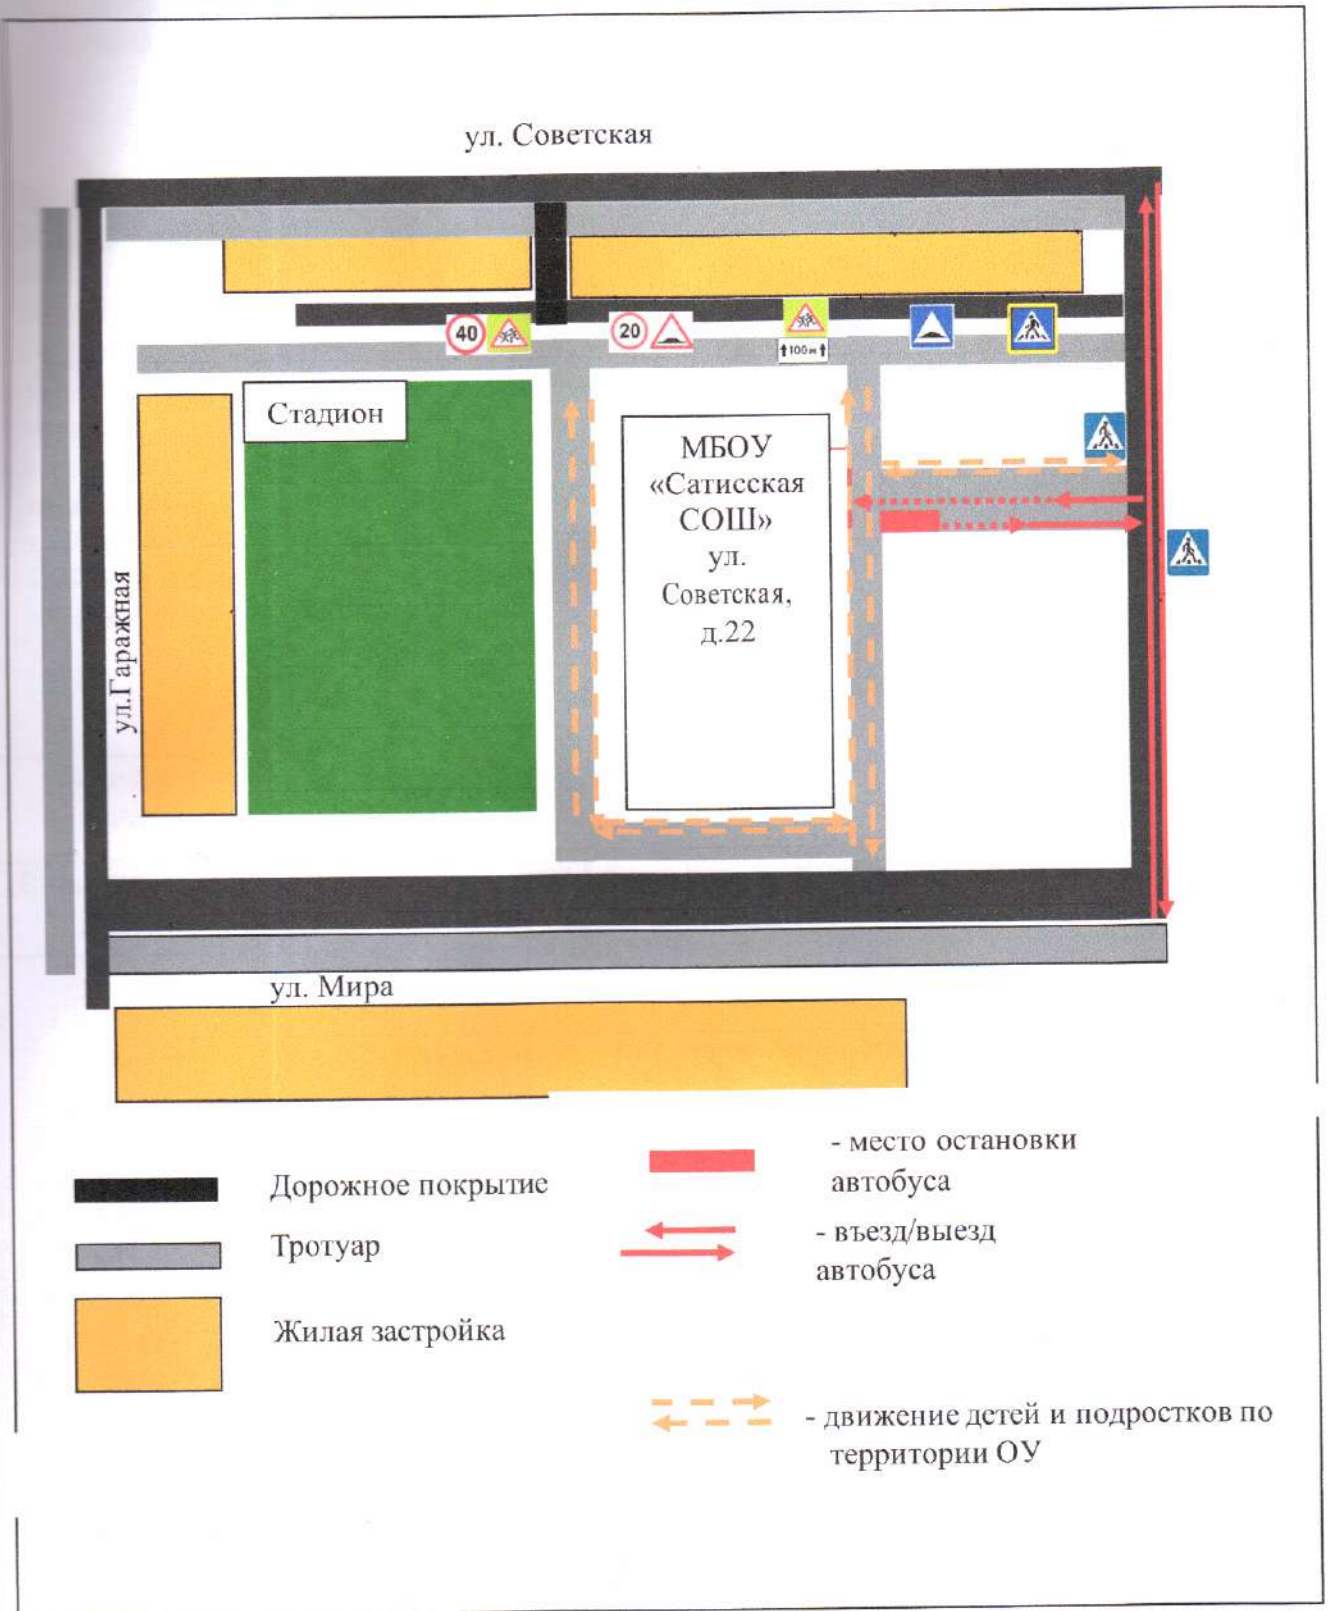 ул. Советская
40
20
↑100м↑
Стадион
МБОУ
«Сатисская
СОШ»
ул.
Советская,
д.22
ул.Гаражная
ул. Мира
Дорожное покрытие
Тротуар
Жилая застройка
- место остановки
автобуса
- въезд/выезд
автобуса
- движение детей и подростков по
территории ОУ